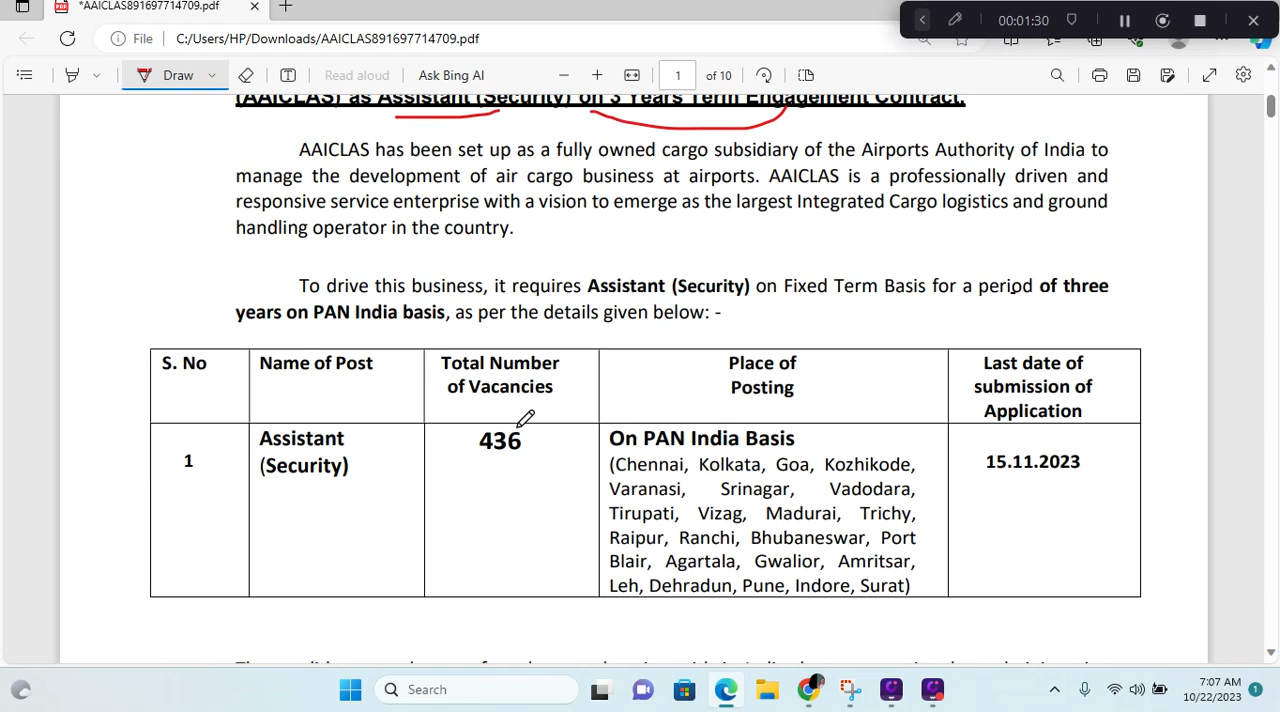 *AAICLAS891697714709.pdf
00:01:30
File C:/Users/HP/Downloads/AAICLAS891697714709.pdf
Draw Read aloud Ask Bing AI 1 of 10
(AAICLAS) as Assistant (Security) on 3 Years Term Engagement Contract.
AAICLAS has been set up as a fully owned cargo subsidiary of the Airports Authority of India to
manage the development of air cargo business at airports. AAICLAS is a professionally driven and
responsive service enterprise with a vision to emerge as the largest Integrated Cargo logistics and ground
handling operator in the country.
To drive this business, it requires Assistant (Security) on Fixed Term Basis for a period of three
years on PAN India basis, as per the details given below: -
S. No
Name of Post
Total Number
of Vacancies
Place of
Posting
Last date of
submission of
Application
1
Assistant
(Security)
436
On PAN India Basis
(Chennai, Kolkata, Goa, Kozhikode,
Varanasi, Srinagar, Vadodara,
Tirupati, Vizag, Madurai, Trichy,
Raipur, Ranchi, Bhubaneswar, Port
Blair, Agartala, Gwalior, Amritsar,
Leh, Dehradun, Pune, Indore, Surat)
15.11.2023
Search
7:07 AM
10/22/2023
1